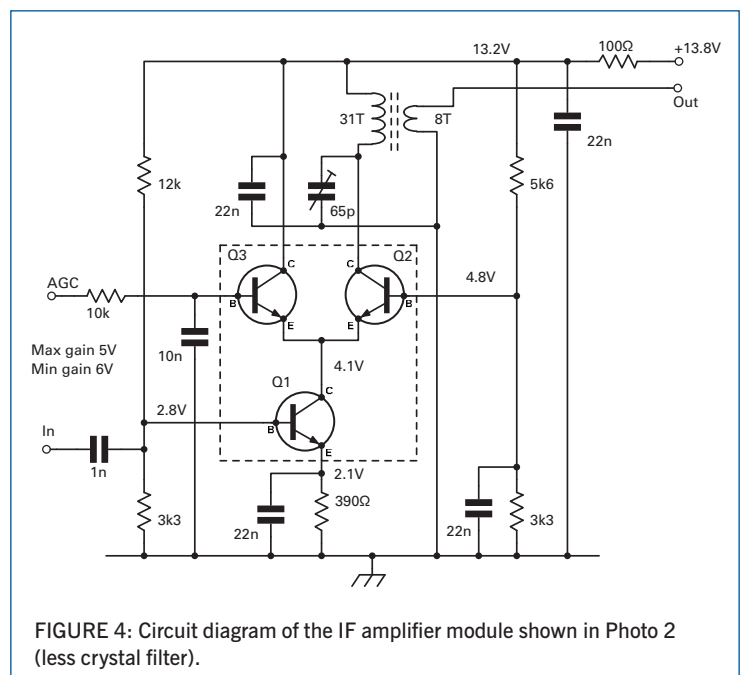 13.2V
100Ω
+13.8V
Out
31T
8T
22n
12k
22n
65p
5k6
Q3
Q2
C
C
4.8V
AGC
B
B
10k
E
E
Max gain 5V
Min gain 6V
10n
4.1V
Q1
C
2.8V
In
B
E
1n
2.1V
390Ω
3k3
22n
22n
3k3
FIGURE 4: Circuit diagram of the IF amplifier module shown in Photo 2
(less crystal filter).